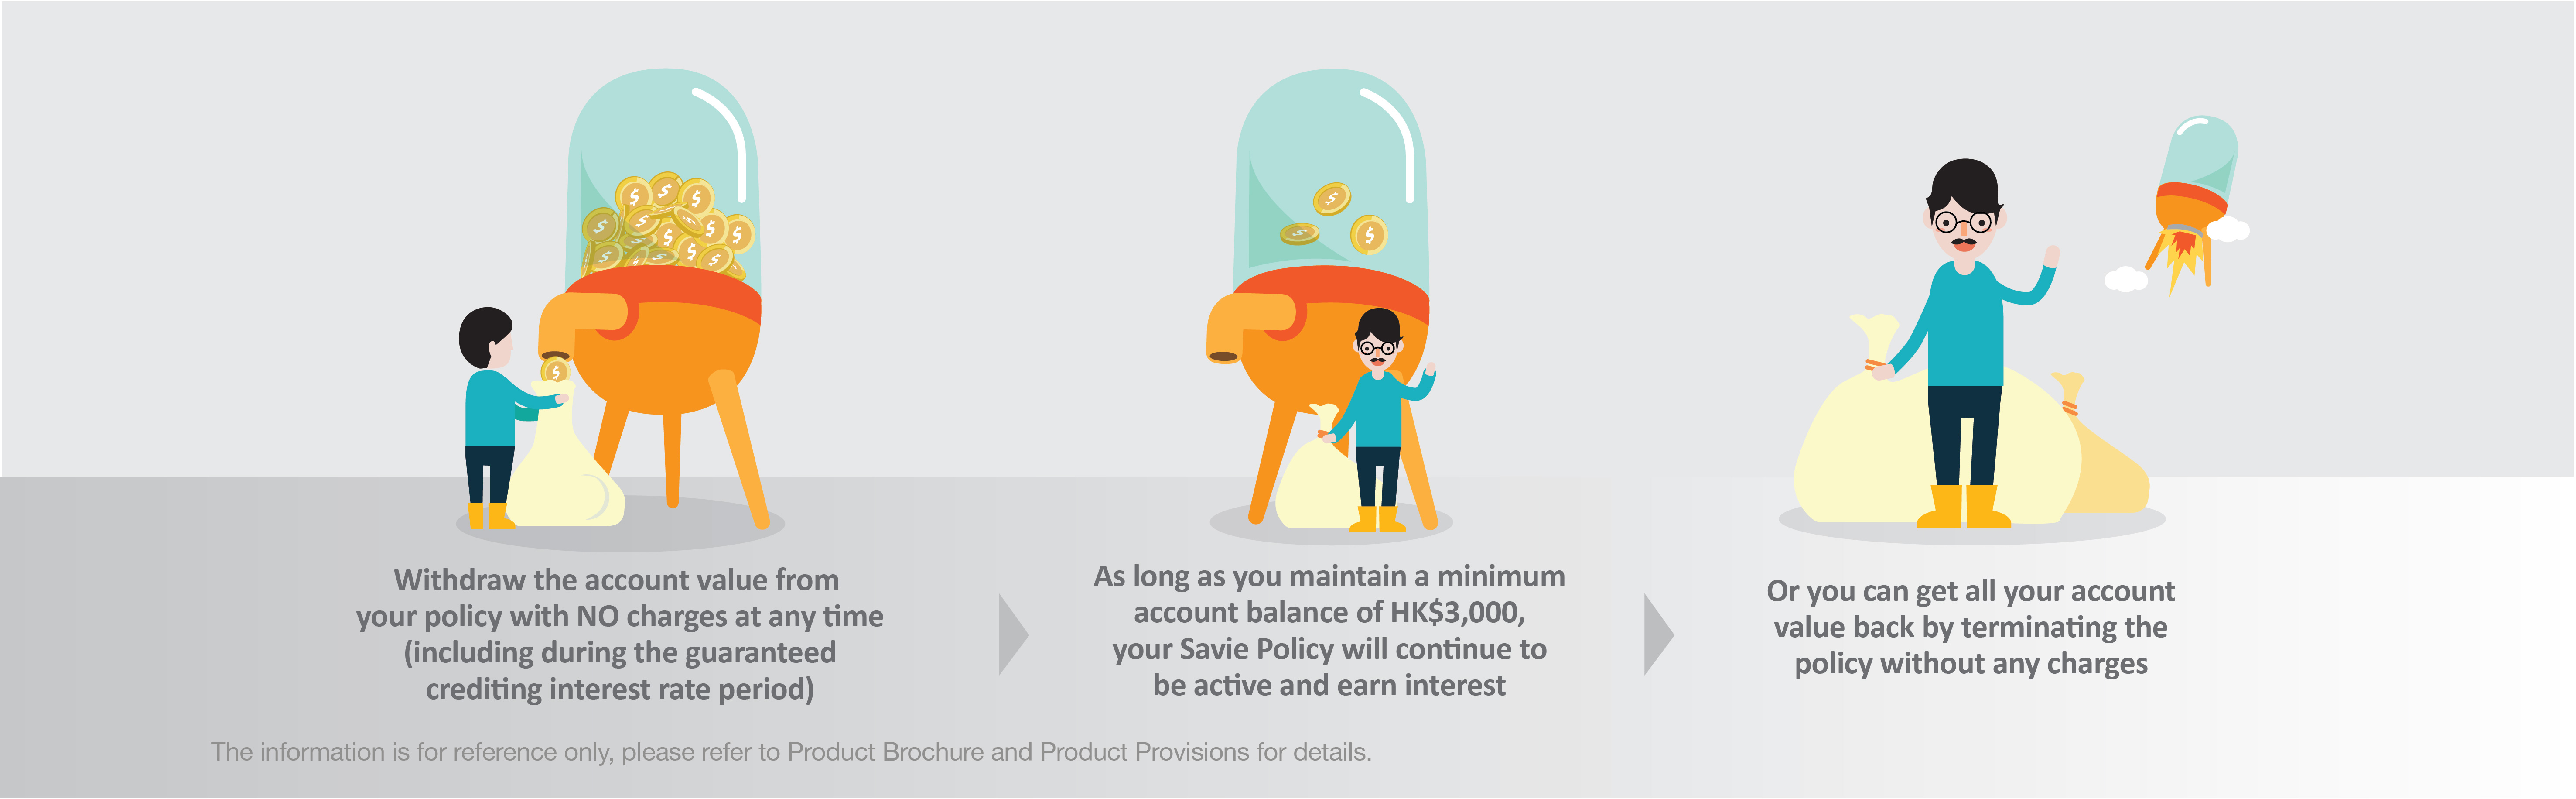 Withdraw the account value from
your policy with NO charges at any time
(including during the guaranteed
crediting interest rate period)
As long as you maintain a minimum
account balance of HK$3,000,
your Savie Policy will continue to
be active and earn interest
Or you can get all your account
value back by terminating the
policy without any charges
The information is for reference only, please refer to Product Brochure and Product Provisions for details.